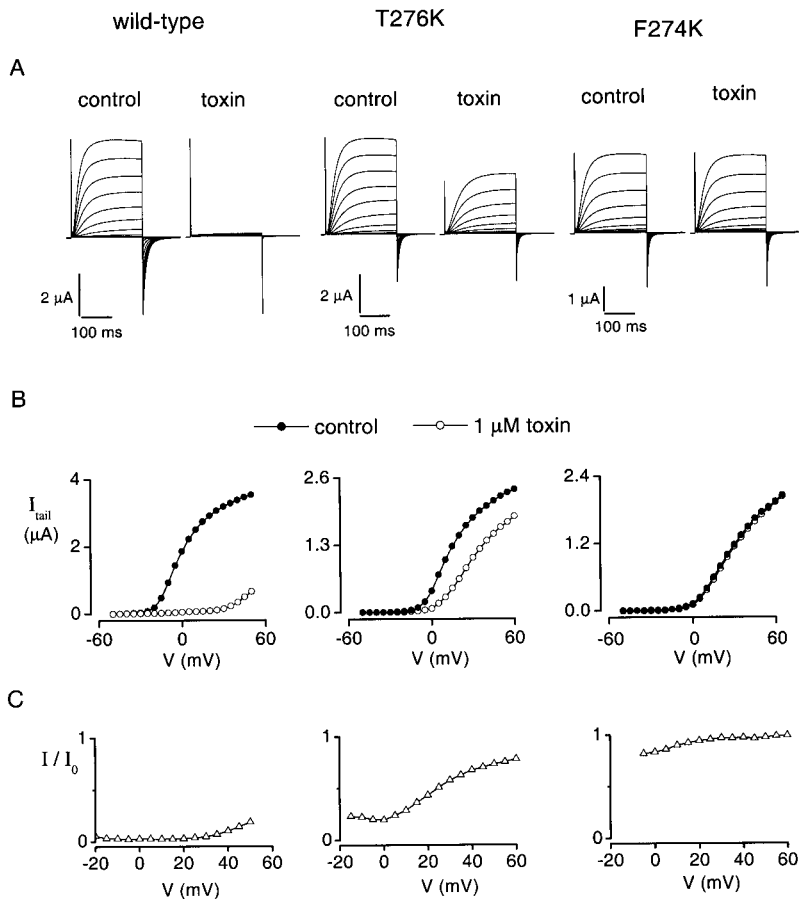 wild-type T276K F274K
A
control toxin control toxin control toxin
2 μA 2 μA 1 μA
100 ms 100 ms 100 ms
B
control 1 μM toxin
4 2.6 2.4
I tail (μA)
2 1.3 1.2
0 0.0 0.0
-60 0 60 -60 0 60 -60 0 60
V (mV) V (mV) V (mV)
C
1 1 1
I / I0
0 0 0
-20 0 20 40 60 -20 0 20 40 60 -20 0 20 40 60
V (mV) V (mV) V (mV)